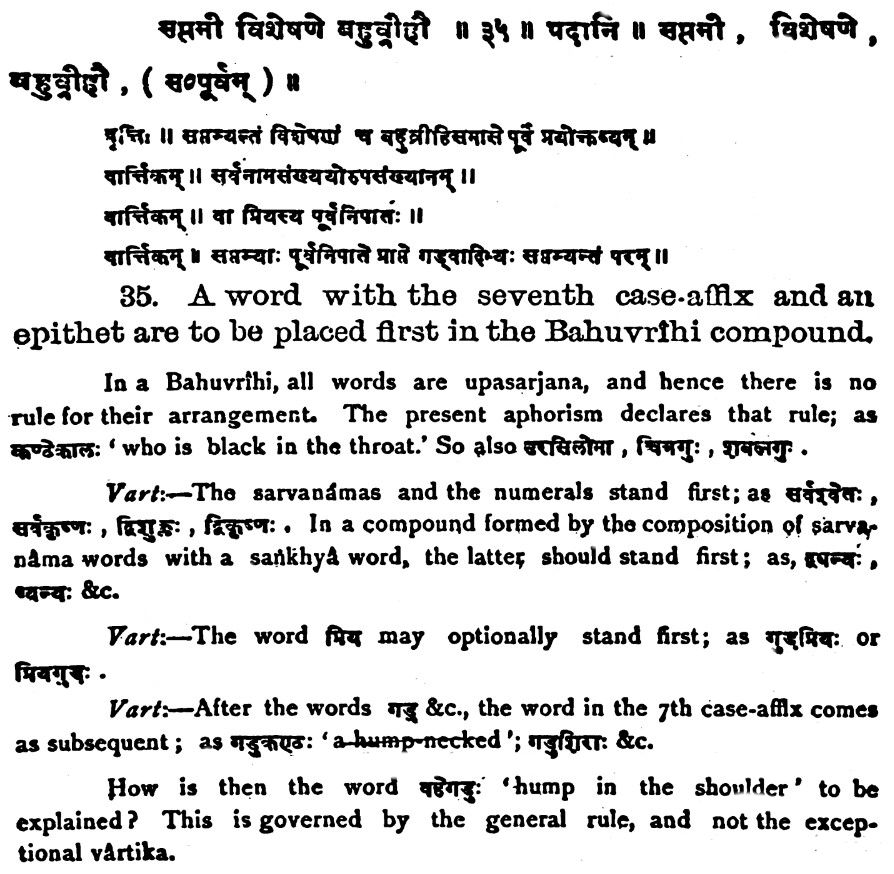 सप्तमी विशेषणे बहुव्रीहौ ॥ ३५ ॥ पदानि ॥ सप्तमी , विशेषणे ,
बहुव्रीहौ , ( स०पूर्वम् ) ॥
वृत्तिः ॥ सप्तम्यन्तं विशेषणं च बहुव्रीहिसमासे पूर्वं प्रयोक्तव्यम् ॥
वार्त्तिकम् ॥ सर्वनामसंख्ययोरुपसंख्यानम् ॥
वार्त्तिकम् ॥ वा प्रियस्य पूर्वनिपातः ॥
वार्त्तिकम् ॥ सप्तम्याः पूर्वनिपाते प्राप्ते गड्वादिभ्यः सप्तम्यन्तं परम् ॥
35. A word with the seventh case-affix and an
epithet are to be placed first in the Bahuvrîhi compound.
In a Bahuvrîhi, all words are upasarjana, and hence there is no
rule for their arrangement. The present aphorism declares that rule; as
कण्ठेकालः 'who is black in the throat.' So also उरसिलोमा , चित्रगुः , शबलगुः .
Vart:—The sarvanámas and the numerals stand first; as सर्वश्वेतः ,
सर्वकृष्णः , द्विशुक्लः , द्विकृष्णः . In a compound formed by the composition of sarva-
nâma words with a saṅkhyâ word, the latter should stand first; as, द्व्यन्यः ,
त्र्यन्यः &c.
Vart:—The word प्रिय may optionally stand first; as गुडप्रियः or
प्रियगुडः .
Vart:—After the words गडु &c., the word in the 7th case-affix comes
as subsequent; as गडुकण्ठः 'a hump-necked'; गडुशिराः &c.
How is then the word वहेगडुः 'hump in the shoulder' to be
explained? This is governed by the general rule, and not the excep-
tional vârtika.